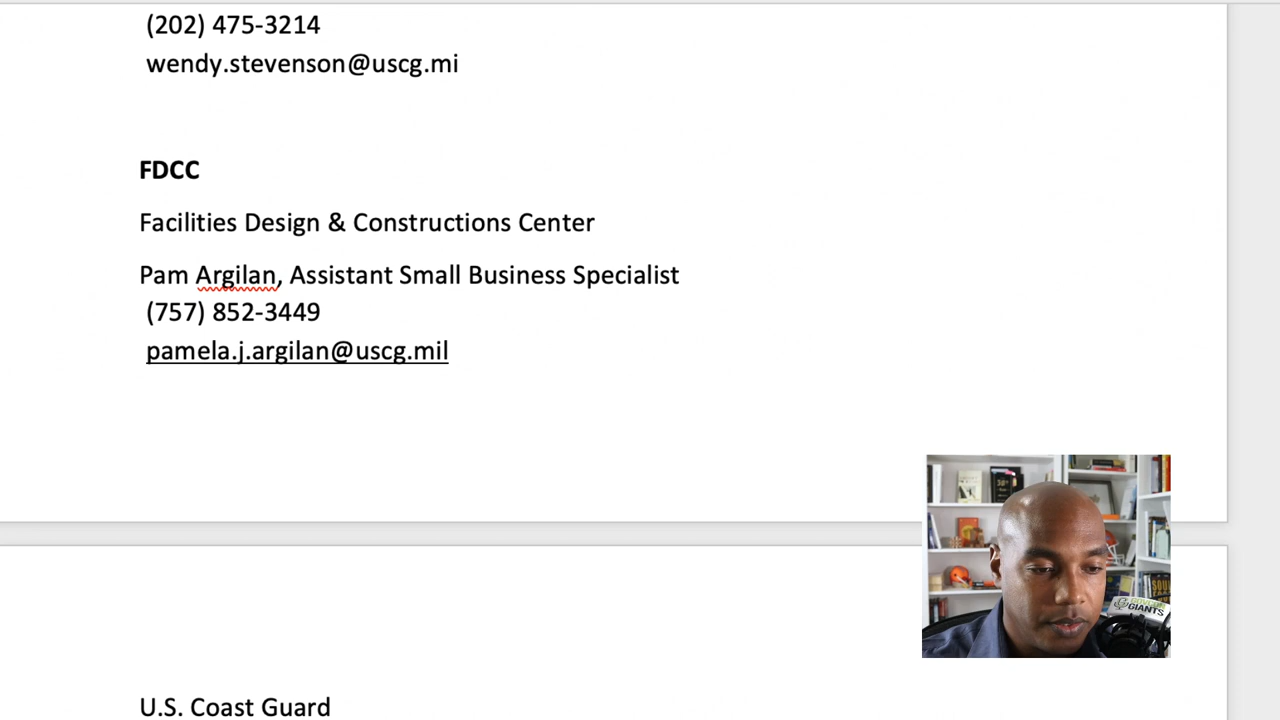 (202) 475-3214
wendy.stevenson@uscg.mi
FDCC
Facilities Design & Constructions Center
Pam Argilan, Assistant Small Business Specialist
(757) 852-3449
pamela.j.argilan@uscg.mil
GIANTS
U.S. Coast Guard